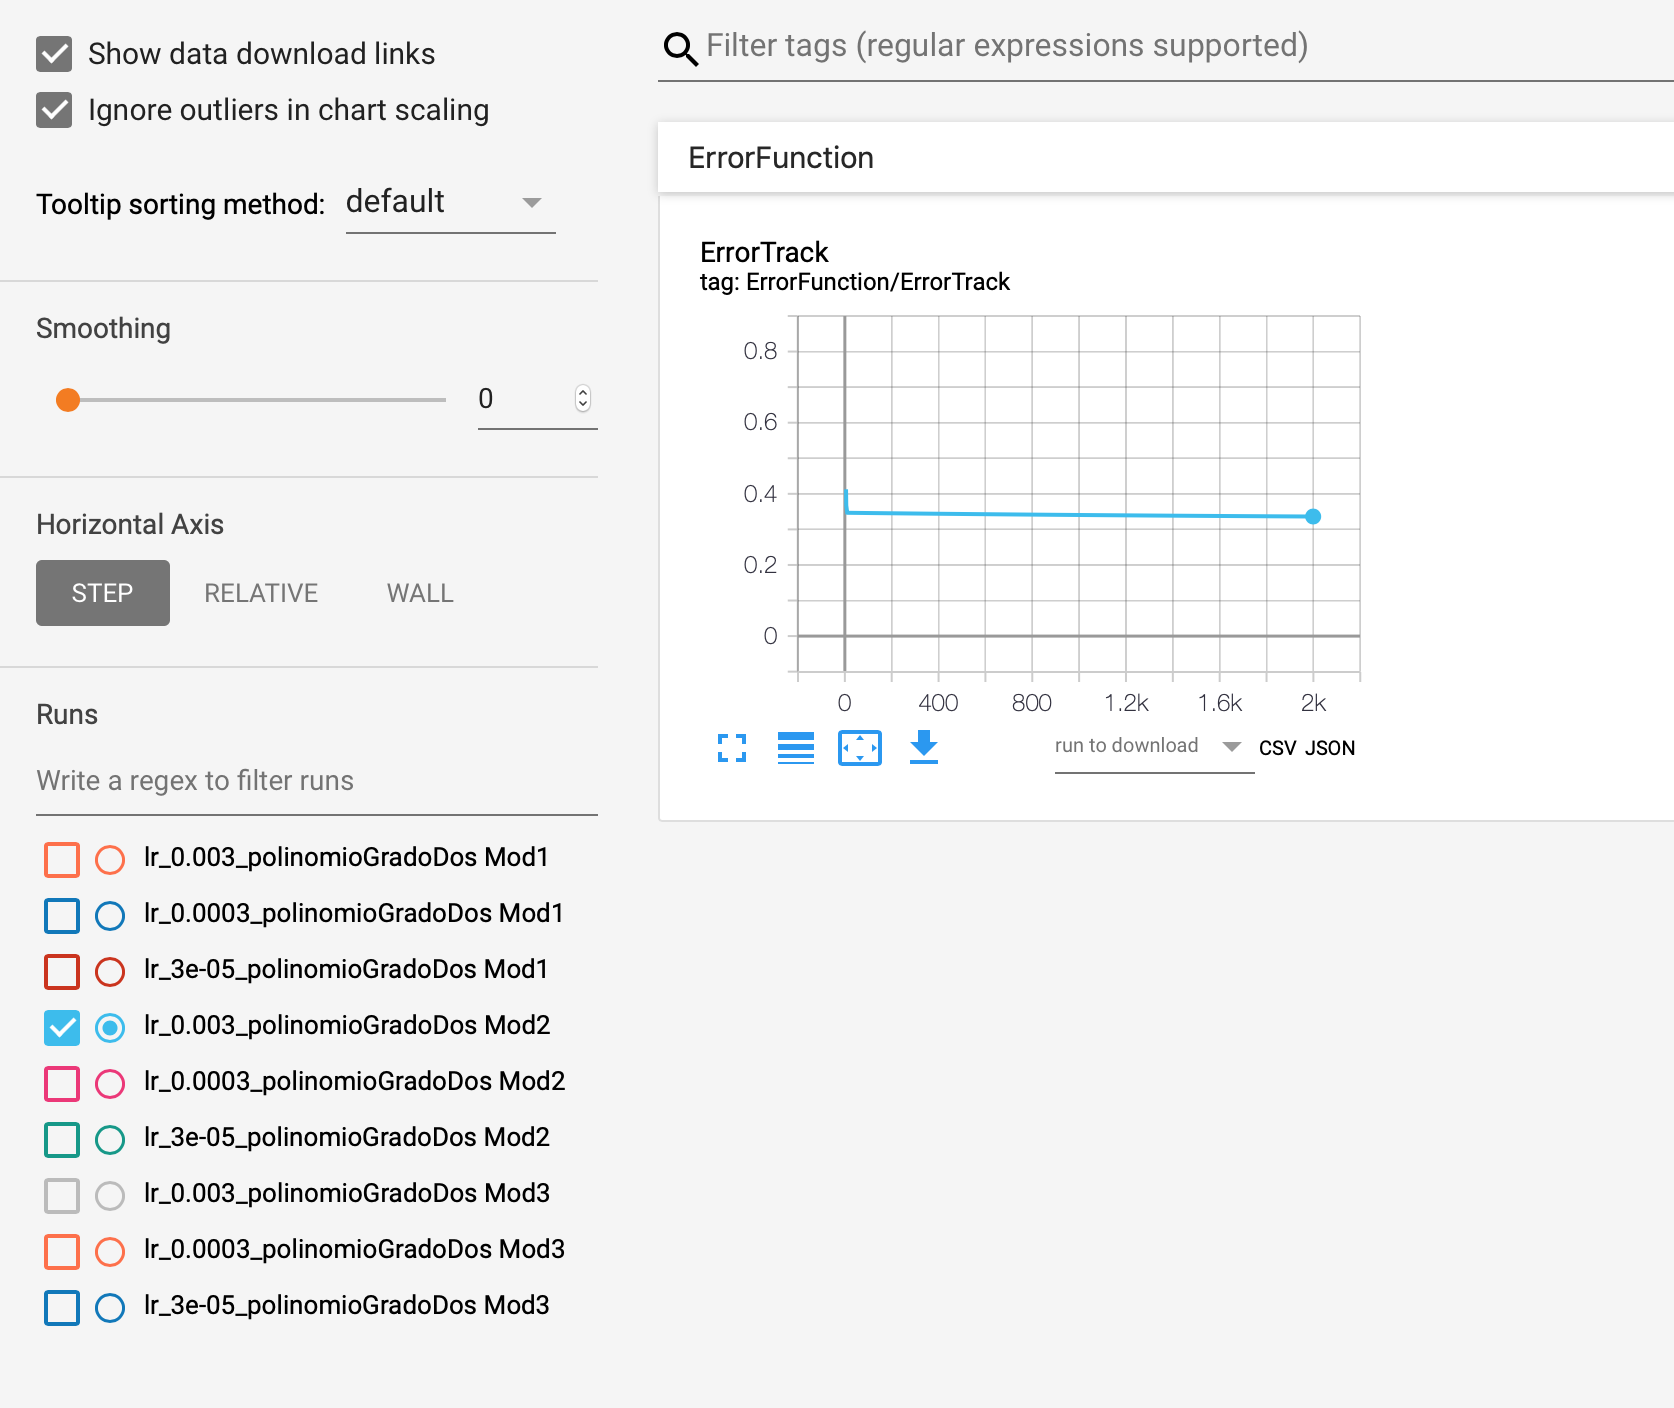 Show data download links
Ignore outliers in chart scaling
Tooltip sorting method: default
Smoothing
0
Horizontal Axis
STEP RELATIVE WALL
Runs
Write a regex to filter runs
lr_0.003_polinomioGradoDos Mod1
lr_0.0003_polinomioGradoDos Mod1
lr_3e-05_polinomioGradoDos Mod1
lr_0.003_polinomioGradoDos Mod2
lr_0.0003_polinomioGradoDos Mod2
lr_3e-05_polinomioGradoDos Mod2
lr_0.003_polinomioGradoDos Mod3
lr_0.0003_polinomioGradoDos Mod3
lr_3e-05_polinomioGradoDos Mod3
Filter tags (regular expressions supported)
ErrorFunction
ErrorTrack
tag: ErrorFunction/ErrorTrack
0.8
0.6
0.4
0.2
0
0 400 800 1.2k 1.6k 2k
run to download CSV JSON